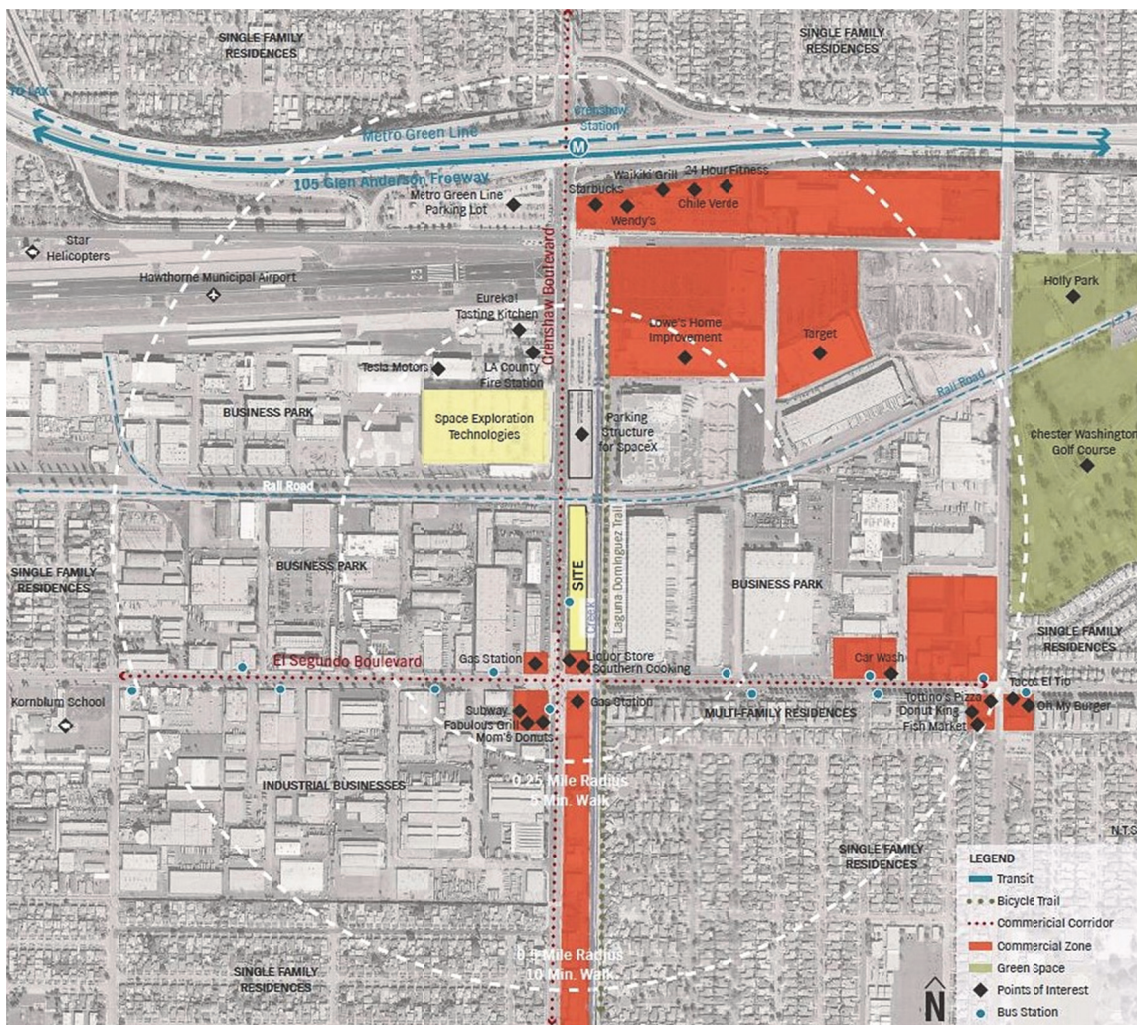 SINGLE FAMILY
RESIDENCES
SINGLE FAMILY
RESIDENCES
TO LAX
Metro Green Line
Crenshaw
Station
M
105 Glen Anderson Freeway
Metro Green Line
Parking Lot
Starbucks
Wendy's
Waikiki Grill
24 Hour Fitness
Chile Verde
Star
Helicopters
Hawthorne Municipal Airport
25
Crenshaw Boulevard
Eureka!
Tasting Kitchen
LA County
Fire Station
Tesla Motors
Lowe's Home
Improvement
Target
Holly Park
Rail Road
BUSINESS PARK
Space Exploration
Technologies
Parking
Structure
for SpaceX
Chester Washington
Golf Course
Rail Road
SINGLE FAMILY
RESIDENCES
BUSINESS PARK
SITE
Creek
Laguna Dominguez Trail
BUSINESS PARK
SINGLE FAMILY
RESIDENCES
El Segundo Boulevard
Gas Station
Liquor Store
Southern Cooking
Car Wash
Kornblum School
Subway
Fabulous Grill
Mom's Donuts
Gas Station
MULTI-FAMILY RESIDENCES
Tottino's Pizza
Donut King
Fish Market
Tacos El Tio
Oh My Burger
INDUSTRIAL BUSINESSES
0.25 Mile Radius
5 Min. Walk
SINGLE FAMILY
RESIDENCES
N.T.S
SINGLE FAMILY
RESIDENCES
0.5 Mile Radius
10 Min. Walk
N
LEGEND
Transit
Bicycle Trail
Commercial Corridor
Commercial Zone
Green Space
Points of Interest
Bus Station